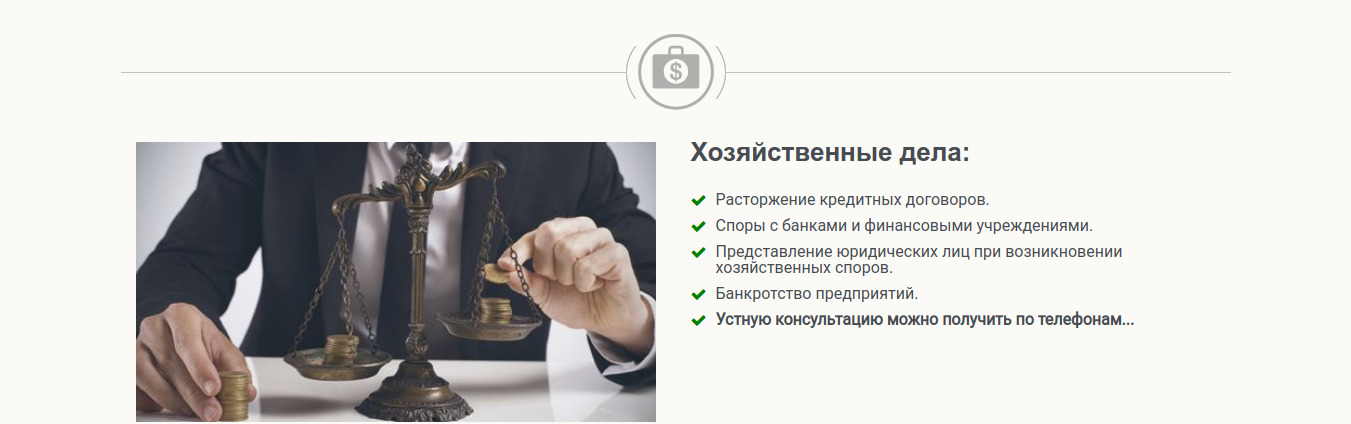 $
Хозяйственные дела:
Расторжение кредитных договоров.
Споры с банками и финансовыми учреждениями.
Представление юридических лиц при возникновении
хозяйственных споров.
Банкротство предприятий.
Устную консультацию можно получить по телефонам...